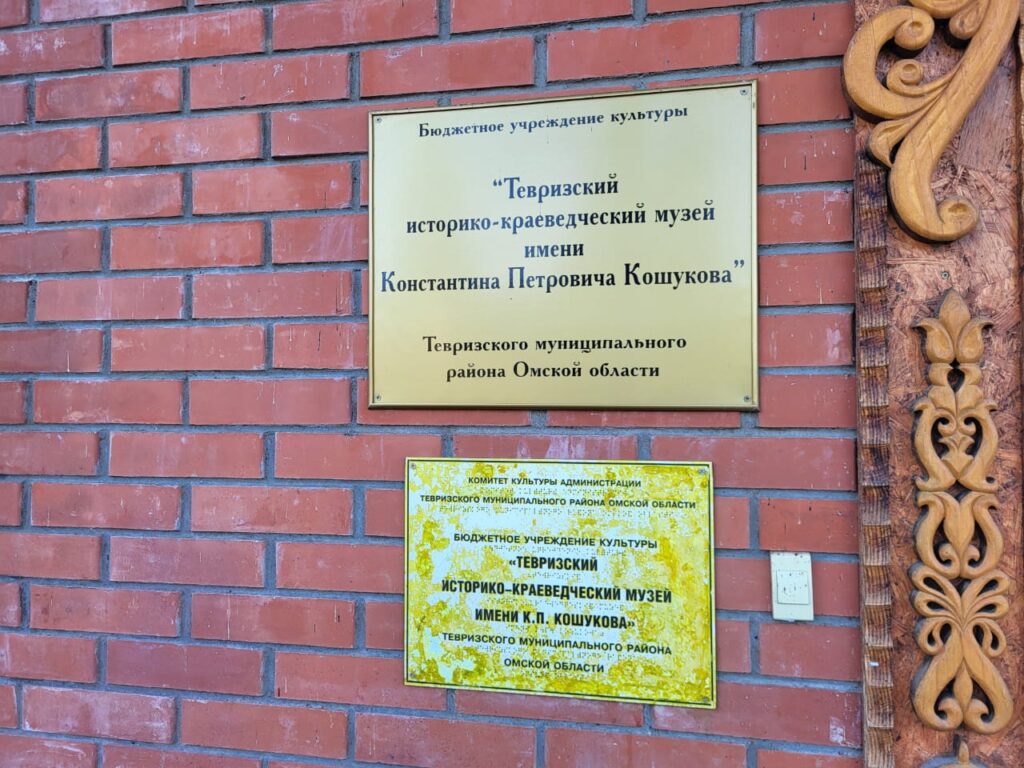 Бюджетное учреждение культуры
“Тевризский
историко-краеведческий музей
имени
Константина Петровича Кошукова”
Тевризского муниципального
района Омской области
КОМИТЕТ КУЛЬТУРЫ АДМИНИСТРАЦИИ
ТЕВРИЗСКОГО МУНИЦИПАЛЬНОГО РАЙОНА ОМСКОЙ ОБЛАСТИ
БЮДЖЕТНОЕ УЧРЕЖДЕНИЕ КУЛЬТУРЫ
«ТЕВРИЗСКИЙ
ИСТОРИКО-КРАЕВЕДЧЕСКИЙ МУЗЕЙ
ИМЕНИ К.П. КОШУКОВА»
ТЕВРИЗСКОГО МУНИЦИПАЛЬНОГО РАЙОНА
ОМСКОЙ ОБЛАСТИ